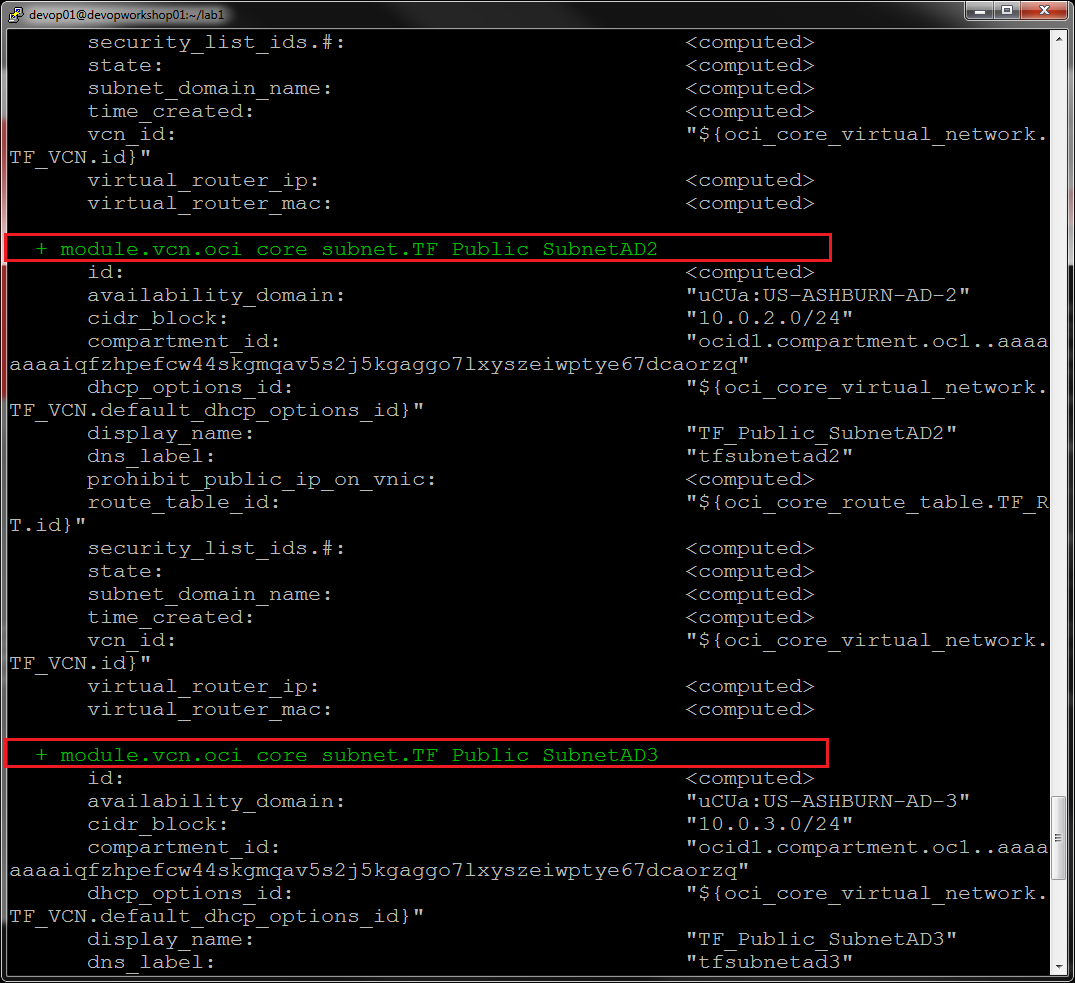 devop01@devopworkshop01:~/lab1
security_list_ids.#: <computed>
state: <computed>
subnet_domain_name: <computed>
time_created: <computed>
vcn_id: "${oci_core_virtual_network.
TF_VCN.id}"
virtual_router_ip: <computed>
virtual_router_mac: <computed>
+ module.vcn.oci_core_subnet.TF_Public_SubnetAD2
id: <computed>
availability_domain: "uCUa:US-ASHBURN-AD-2"
cidr_block: "10.0.2.0/24"
compartment_id: "ocid1.compartment.oc1..aaaa
aaaaiqfzhpefcw44skgmqav5s2j5kgaggo7lxyszeiwptye67dcaorzq"
dhcp_options_id: "${oci_core_virtual_network.
TF_VCN.default_dhcp_options_id}"
display_name: "TF_Public_SubnetAD2"
dns_label: "tfsubnetad2"
prohibit_public_ip_on_vnic: <computed>
route_table_id: "${oci_core_route_table.TF_R
T.id}"
security_list_ids.#: <computed>
state: <computed>
subnet_domain_name: <computed>
time_created: <computed>
vcn_id: "${oci_core_virtual_network.
TF_VCN.id}"
virtual_router_ip: <computed>
virtual_router_mac: <computed>
+ module.vcn.oci_core_subnet.TF_Public_SubnetAD3
id: <computed>
availability_domain: "uCUa:US-ASHBURN-AD-3"
cidr_block: "10.0.3.0/24"
compartment_id: "ocid1.compartment.oc1..aaaa
aaaaiqfzhpefcw44skgmqav5s2j5kgaggo7lxyszeiwptye67dcaorzq"
dhcp_options_id: "${oci_core_virtual_network.
TF_VCN.default_dhcp_options_id}"
display_name: "TF_Public_SubnetAD3"
dns_label: "tfsubnetad3"